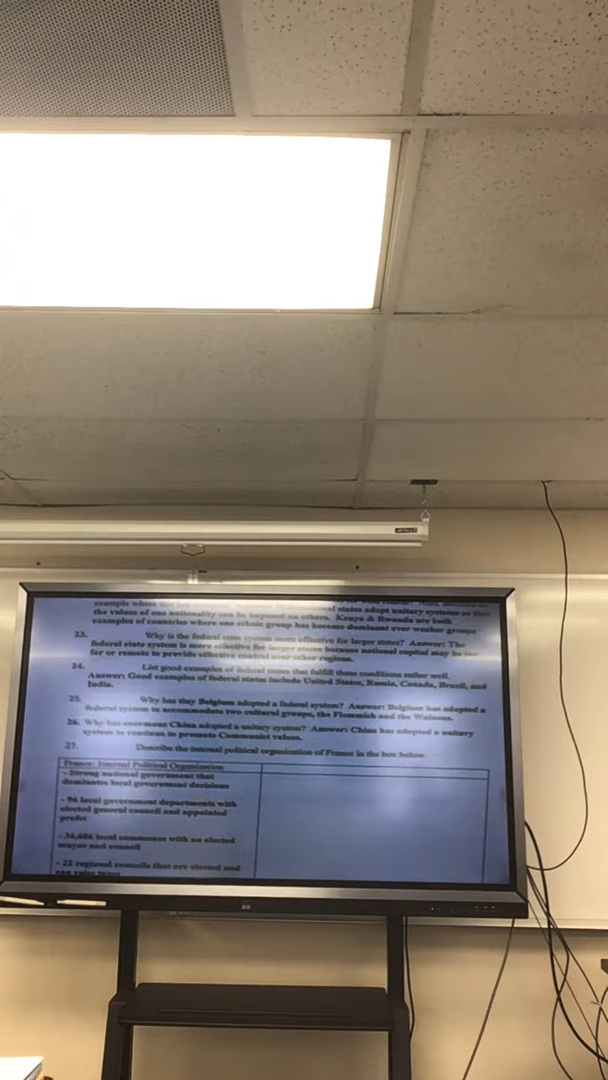 the values of one nationality can be imposed on others. Kenya & Rwanda are both
examples of countries where one ethnic group has become dominant over weaker groups
23. Why is the federal state system more effective for larger states? Answer: The
federal state system is more effective for larger states because national capital may be too
far or remote to provide effective control over other regions.
24. List good examples of federal states that fulfill these conditions rather well.
Answer: Good examples of federal states include United States, Russia, Canada, Brazil, and
India.
25. Why has tiny Belgium adopted a federal system? Answer: Belgium has adopted a
federal system to accommodate two cultural groups, the Flemmish and the Waloons.
26. Why has enormous China adopted a unitary system? Answer: China has adopted a unitary
system to continue to promote Communist values.
27. Describe the internal political organization of France in the box below.
France: Internal Political Organization
- Strong national government that
dominates local government decisions
- 96 local government departments with
elected general council and appointed
prefet
- 36,686 local communes with an elected
mayor and council
- 22 regional councils that are elected and
can raise taxes